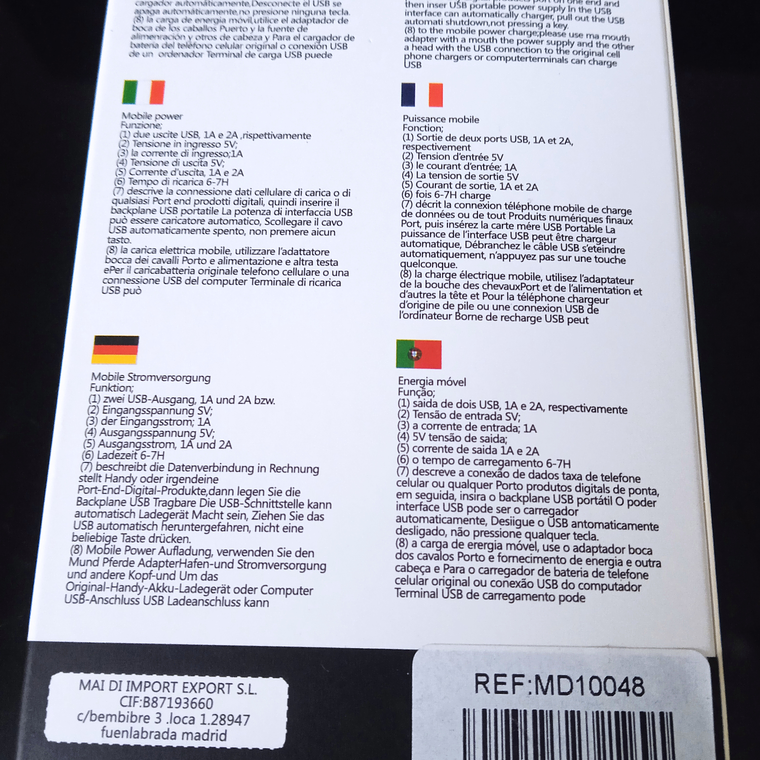 cargador automáticamente,Desconecte el USB se
apaga automáticamente,no presione ninguna tecla.
(8) la carga de energía móvil,utilice el adaptador de
boca de los caballos Puerto y la fuente de
alimenración y otros de cabeza y Para el cargador de
bateria del teléfono celular original o conexión USB
de un ordenador Terminal de carga USB puede
then inser USB portable power supply In the USB
interface can automatically charger, pull out the USB
automati shutdown,not pressing a key.
(8) to the mobile power charge;please use ma mouth
adapter with a mouth the power supply and the other
a head with the USB connection to the original cell
phone chargers or computerterminals can charge
USB
Mobile power
Funzione;
(1) due uscite USB, 1A e 2A ,rispettivamente
(2) Tensione in ingresso 5V;
(3) la corrente di ingresso;1A
(4) Tensione di uscita 5V;
(5) Corrente d'uscita, 1A e 2A
(6) Tempo di ricarica 6-7H
(7) descrive la connessione dati cellulare di carica o di
qualsiasi Port end prodotti digitali, quindi inserire il
backplane USB portatile La potenza di interfaccia USB
può essere caricatore automatico, Scollegare il cavo
USB automaticamente spento, non premere aicun
tasto.
(8) la carica elettrica mobile, utilizzare l'adattatore
bocca dei cavalli Porto e alimentazione e altra testa
ePer il caricabatteria originale telefono cellulare o una
connessione USB del computer Terminale di ricarica
USB può
Puissance mobile
Fonction;
(1) Sortie de deux ports USB, 1A et 2A,
respectivement
(2) Tension d'entrée 5V
(3) le courant d'entrée; 1A
(4) La tension de sortie 5V
(5) Courant de sortie, 1A et 2A
(6) fois 6-7H charge
(7) décrit la connexion téléphone mobile de charge
de données ou de tout Produits numériques finaux
Port, puis insérez la carte mére USB Portable La
puissance de l'interface USB peut être chargeur
automatique, Débranchez le câble USB s'eteindre
automatiquement, n'appuyez pas sur une touche
quelconque.
(8) la charge électrique mobile, utilisez l'adaptateur
de la bouche des chevauxPort et de l'alimentation et
d'autres la tête et Pour la téléphone chargeur
d'origine de pile ou une connexion USB de
l'ordinateur Borne de recharge USB peut
Mobile Stromversorgung
Funktion;
(1) zwei USB-Ausgang, 1A und 2A bzw.
(2) Eingangsspannung SV;
(3) der Eingangsstrom; 1A
(4) Ausgangsspannung 5V;
(5) Ausgangsstrom, 1A und 2A
(6) Ladezeit 6-7H
(7) beschreibt die Datenverbindung in Rechnung
stellt Handy oder irgendeine
Port-End-Digital-Produkte,dann legen Sie die
Backplane USB Tragbare Die USB-Schnittstelle kann
automatisch Ladegerät Macht sein, Ziehen Sie das
USB automatisch heruntergefahren, nicht eine
beliebige Taste drücken.
(8) Mobile Power Aufladung, verwenden Sie den
Mund Pferde AdapterHafen-und Stromversorgung
und andere Kopf-und Um das
Original-Handy-Akku-Ladegerät oder Computer
USB-Anschluss USB Ladeanschluss kann
Energia móvel
Função;
(1) saida de dois USB, 1A e 2A, respectivamente
(2) Tensão de entrada SV;
(3) a corrente de entrada; 1A
(4) 5V tensão de saida;
(5) corrente de saida 1A e 2A
(6) o tempo de carregamento 6-7H
(7) descreve a conexão de dados taxa de telefone
celular ou qualquer Porto produtos digitals de ponta,
em seguida, insira o backplane USB portátil O poder
interface USB pode ser o carregador
automaticamente, Desiigue o USB antomaticamente
desligado, não pressione qualquer tecla.
(8) a carga de energia móvel, use o adaptador boca
dos cavalos Porto e fornecimento de energia e outra
cabeça e Para o carregador de bateria de telefone
celular original ou conexão USB do computador
Terminal USB de carregamento pode
MAI DI IMPORT EXPORT S.L.
CIF:B87193660
c/bembibre 3 .loca 1.28947
fuenlabrada madrid
REF:MD10048